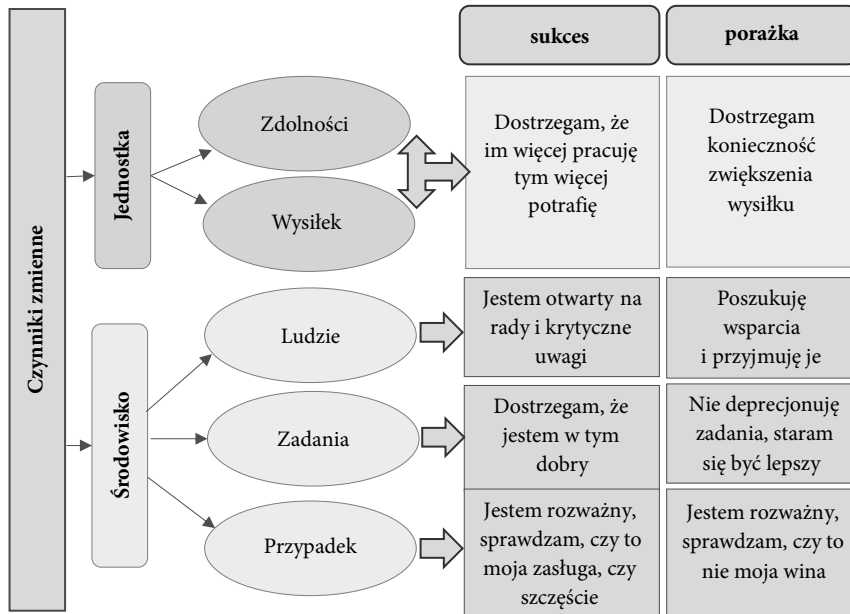 sukces
porażka
Czynniki zmienne
Jednostka
Zdolności
Wysiłek
Dostrzegam, że
im więcej pracuję
tym więcej
potrafię
Dostrzegam
konieczność
zwiększenia
wysiłku
Środowisko
Ludzie
Jestem otwarty na
rady i krytyczne
uwagi
Poszukuję
wsparcia
i przyjmuję je
Zadania
Dostrzegam, że
jestem w tym
dobry
Nie deprecjonuję
zadania, staram
się być lepszy
Przypadek
Jestem rozważny,
sprawdzam, czy to
moja zasługa, czy
szczęście
Jestem rozważny,
sprawdzam, czy to
nie moja wina